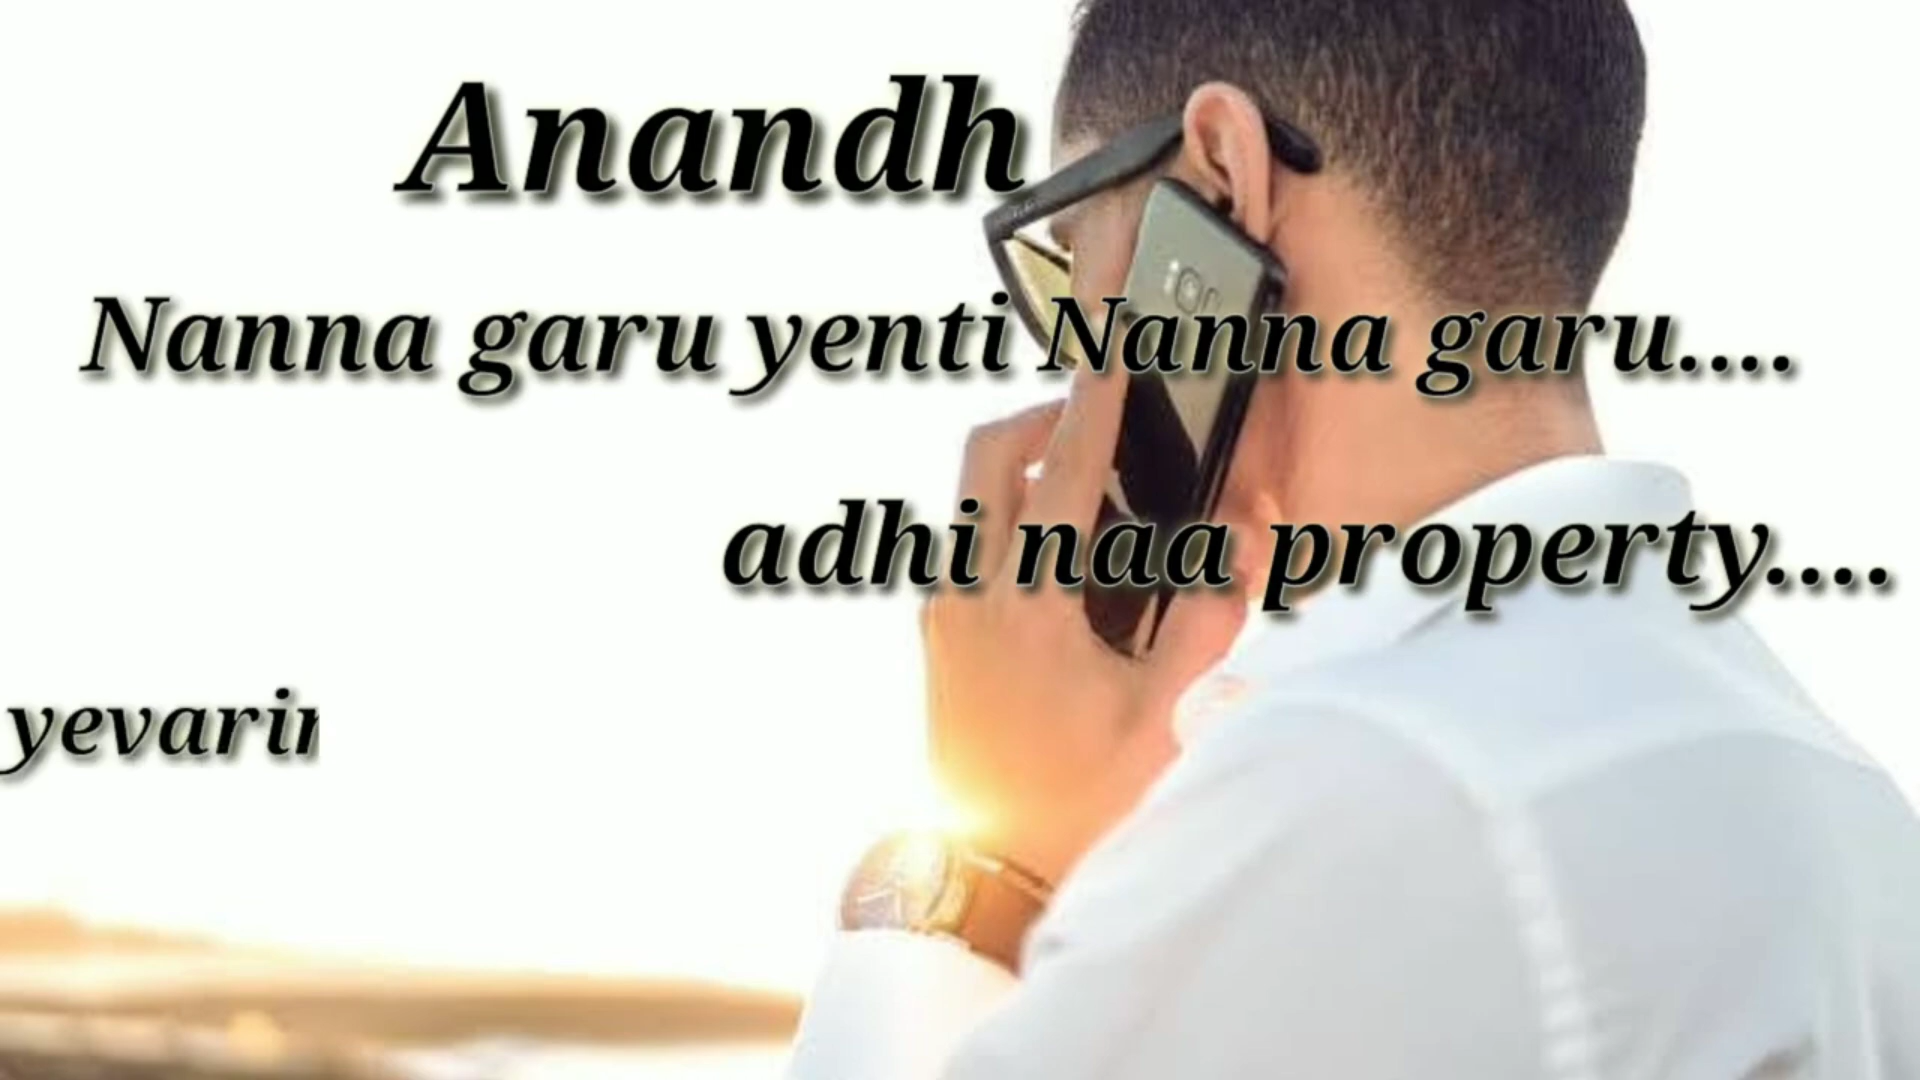 Anandh
Nanna garu yenti Nanna garu....
adhi naa property....